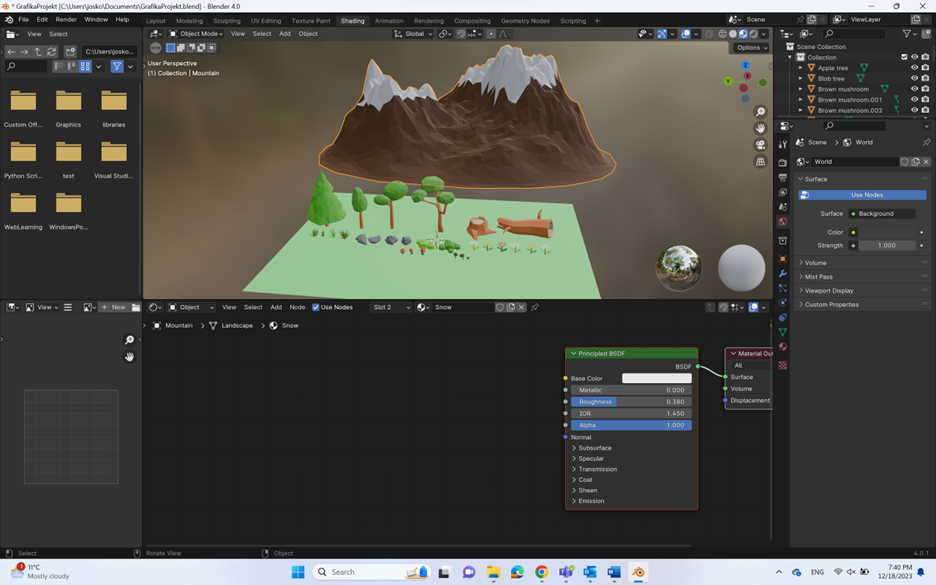 * GrafikaProjekt [C:\Users\josko\Documents\GrafikaProjekt.blend] - Blender 4.0
File Edit Render Window Help
Layout Modeling Sculpting UV Editing Texture Paint Shading Animation Rendering Compositing Geometry Nodes Scripting +
Scene
ViewLayer
View Select
Object Mode View Select Add Object
Global
C:\Users\josko...
Options
User Perspective
(1) Collection | Mountain
Custom Off... Graphics libraries
Python Scri... test Visual Studi...
WebLearning WindowsPo...
Z
Y
X
Scene Collection
Collection
Apple tree
Blob tree
Brown mushroom
Brown mushroom.001
Brown mushroom.002
Scene > World
World
Surface
Use Nodes
Surface Background
Color
Strength 1.000
Volume
Mist Pass
Viewport Display
Custom Properties
View
+ New
Object View Select Add Node Use Nodes Slot 2 Snow
Mountain > Landscape > Snow
Principled BSDF
BSDF
Base Color
Metallic 0.000
Roughness 0.380
IOR 1.450
Alpha 1.000
Normal
Subsurface
Specular
Transmission
Coat
Sheen
Emission
Material Out
All
Surface
Volume
Displacement
Select
Rotate View
Object
4.0.1
1
11°C
Mostly cloudy
Search
ENG
7:40 PM
12/18/2023